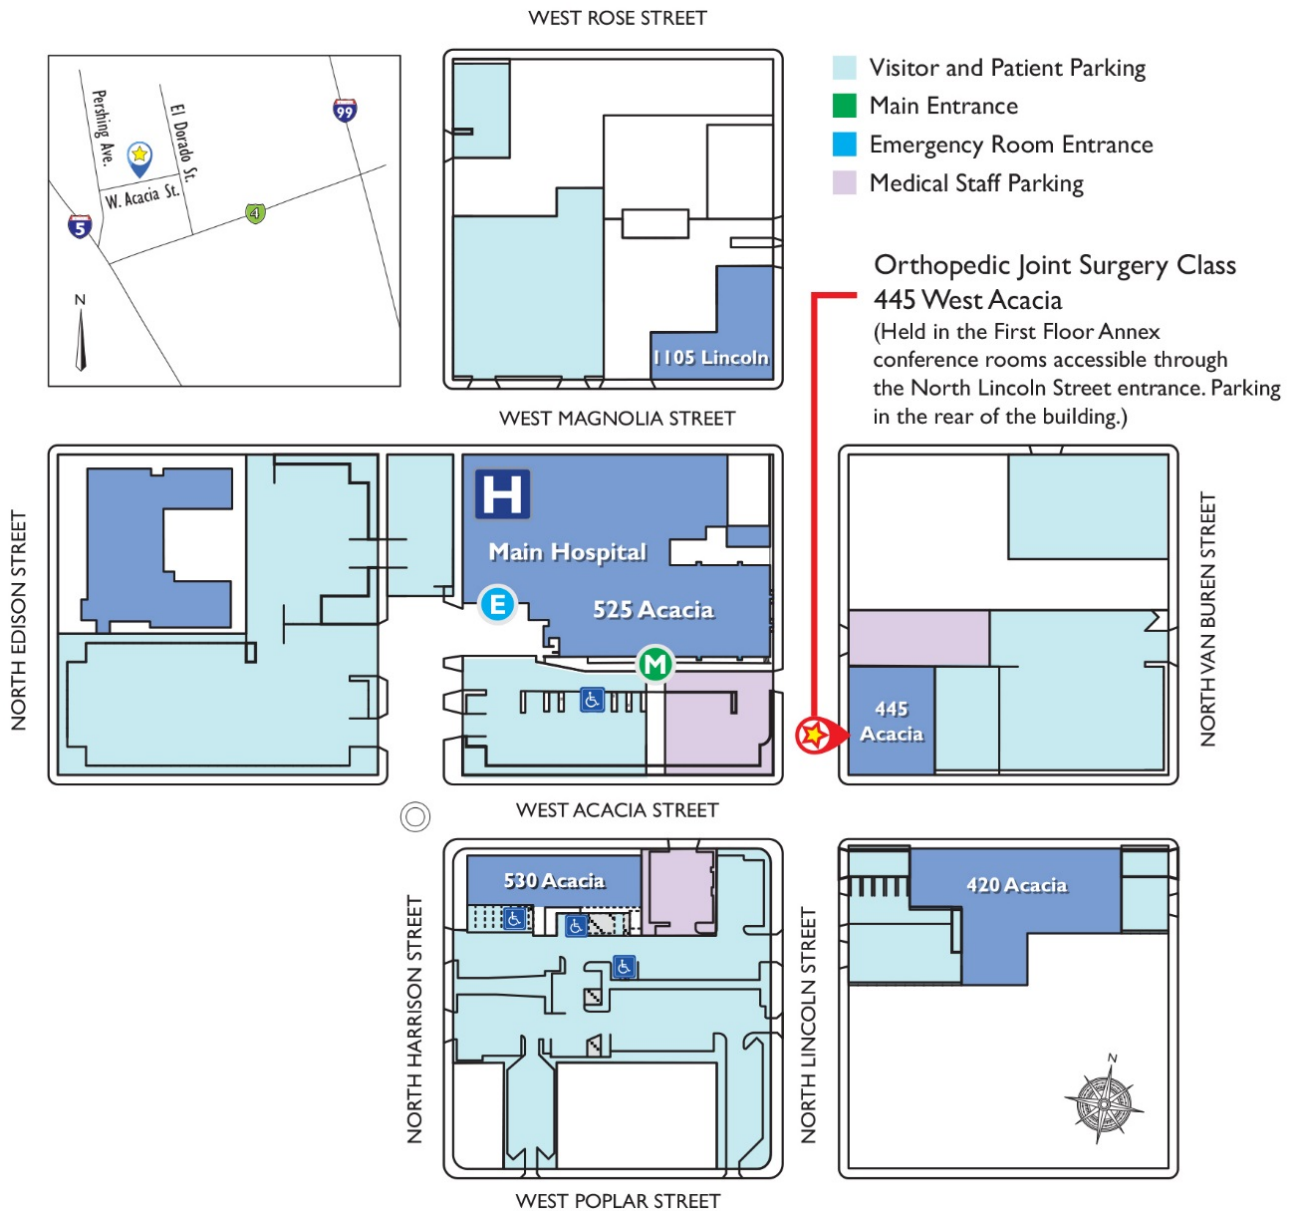 WEST ROSE STREET
Pershing Ave.
El Dorado St.
W. Acacia St.
99
5
4
N
Visitor and Patient Parking
Main Entrance
Emergency Room Entrance
Medical Staff Parking
Orthopedic Joint Surgery Class
445 West Acacia
(Held in the First Floor Annex
conference rooms accessible through
the North Lincoln Street entrance. Parking
in the rear of the building.)
1105 Lincoln
WEST MAGNOLIA STREET
NORTH EDISON STREET
H
Main Hospital
E
525 Acacia
M
445
Acacia
NORTH VAN BUREN STREET
WEST ACACIA STREET
530 Acacia
420 Acacia
NORTH HARRISON STREET
NORTH LINCOLN STREET
N
WEST POPLAR STREET